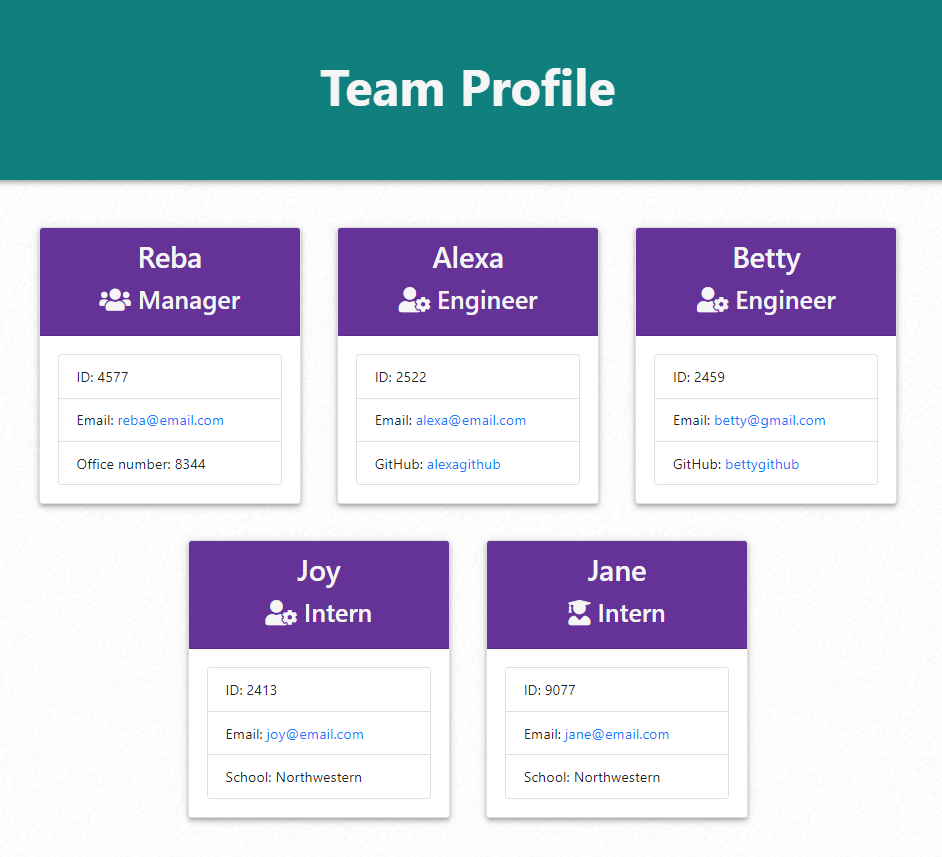 Team Profile
Reba
Manager
ID: 4577
Email: reba@email.com
Office number: 8344
Alexa
Engineer
ID: 2522
Email: alexa@email.com
GitHub: alexagithub
Betty
Engineer
ID: 2459
Email: betty@gmail.com
GitHub: bettygithub
Joy
Intern
ID: 2413
Email: joy@email.com
School: Northwestern
Jane
Intern
ID: 9077
Email: jane@email.com
School: Northwestern